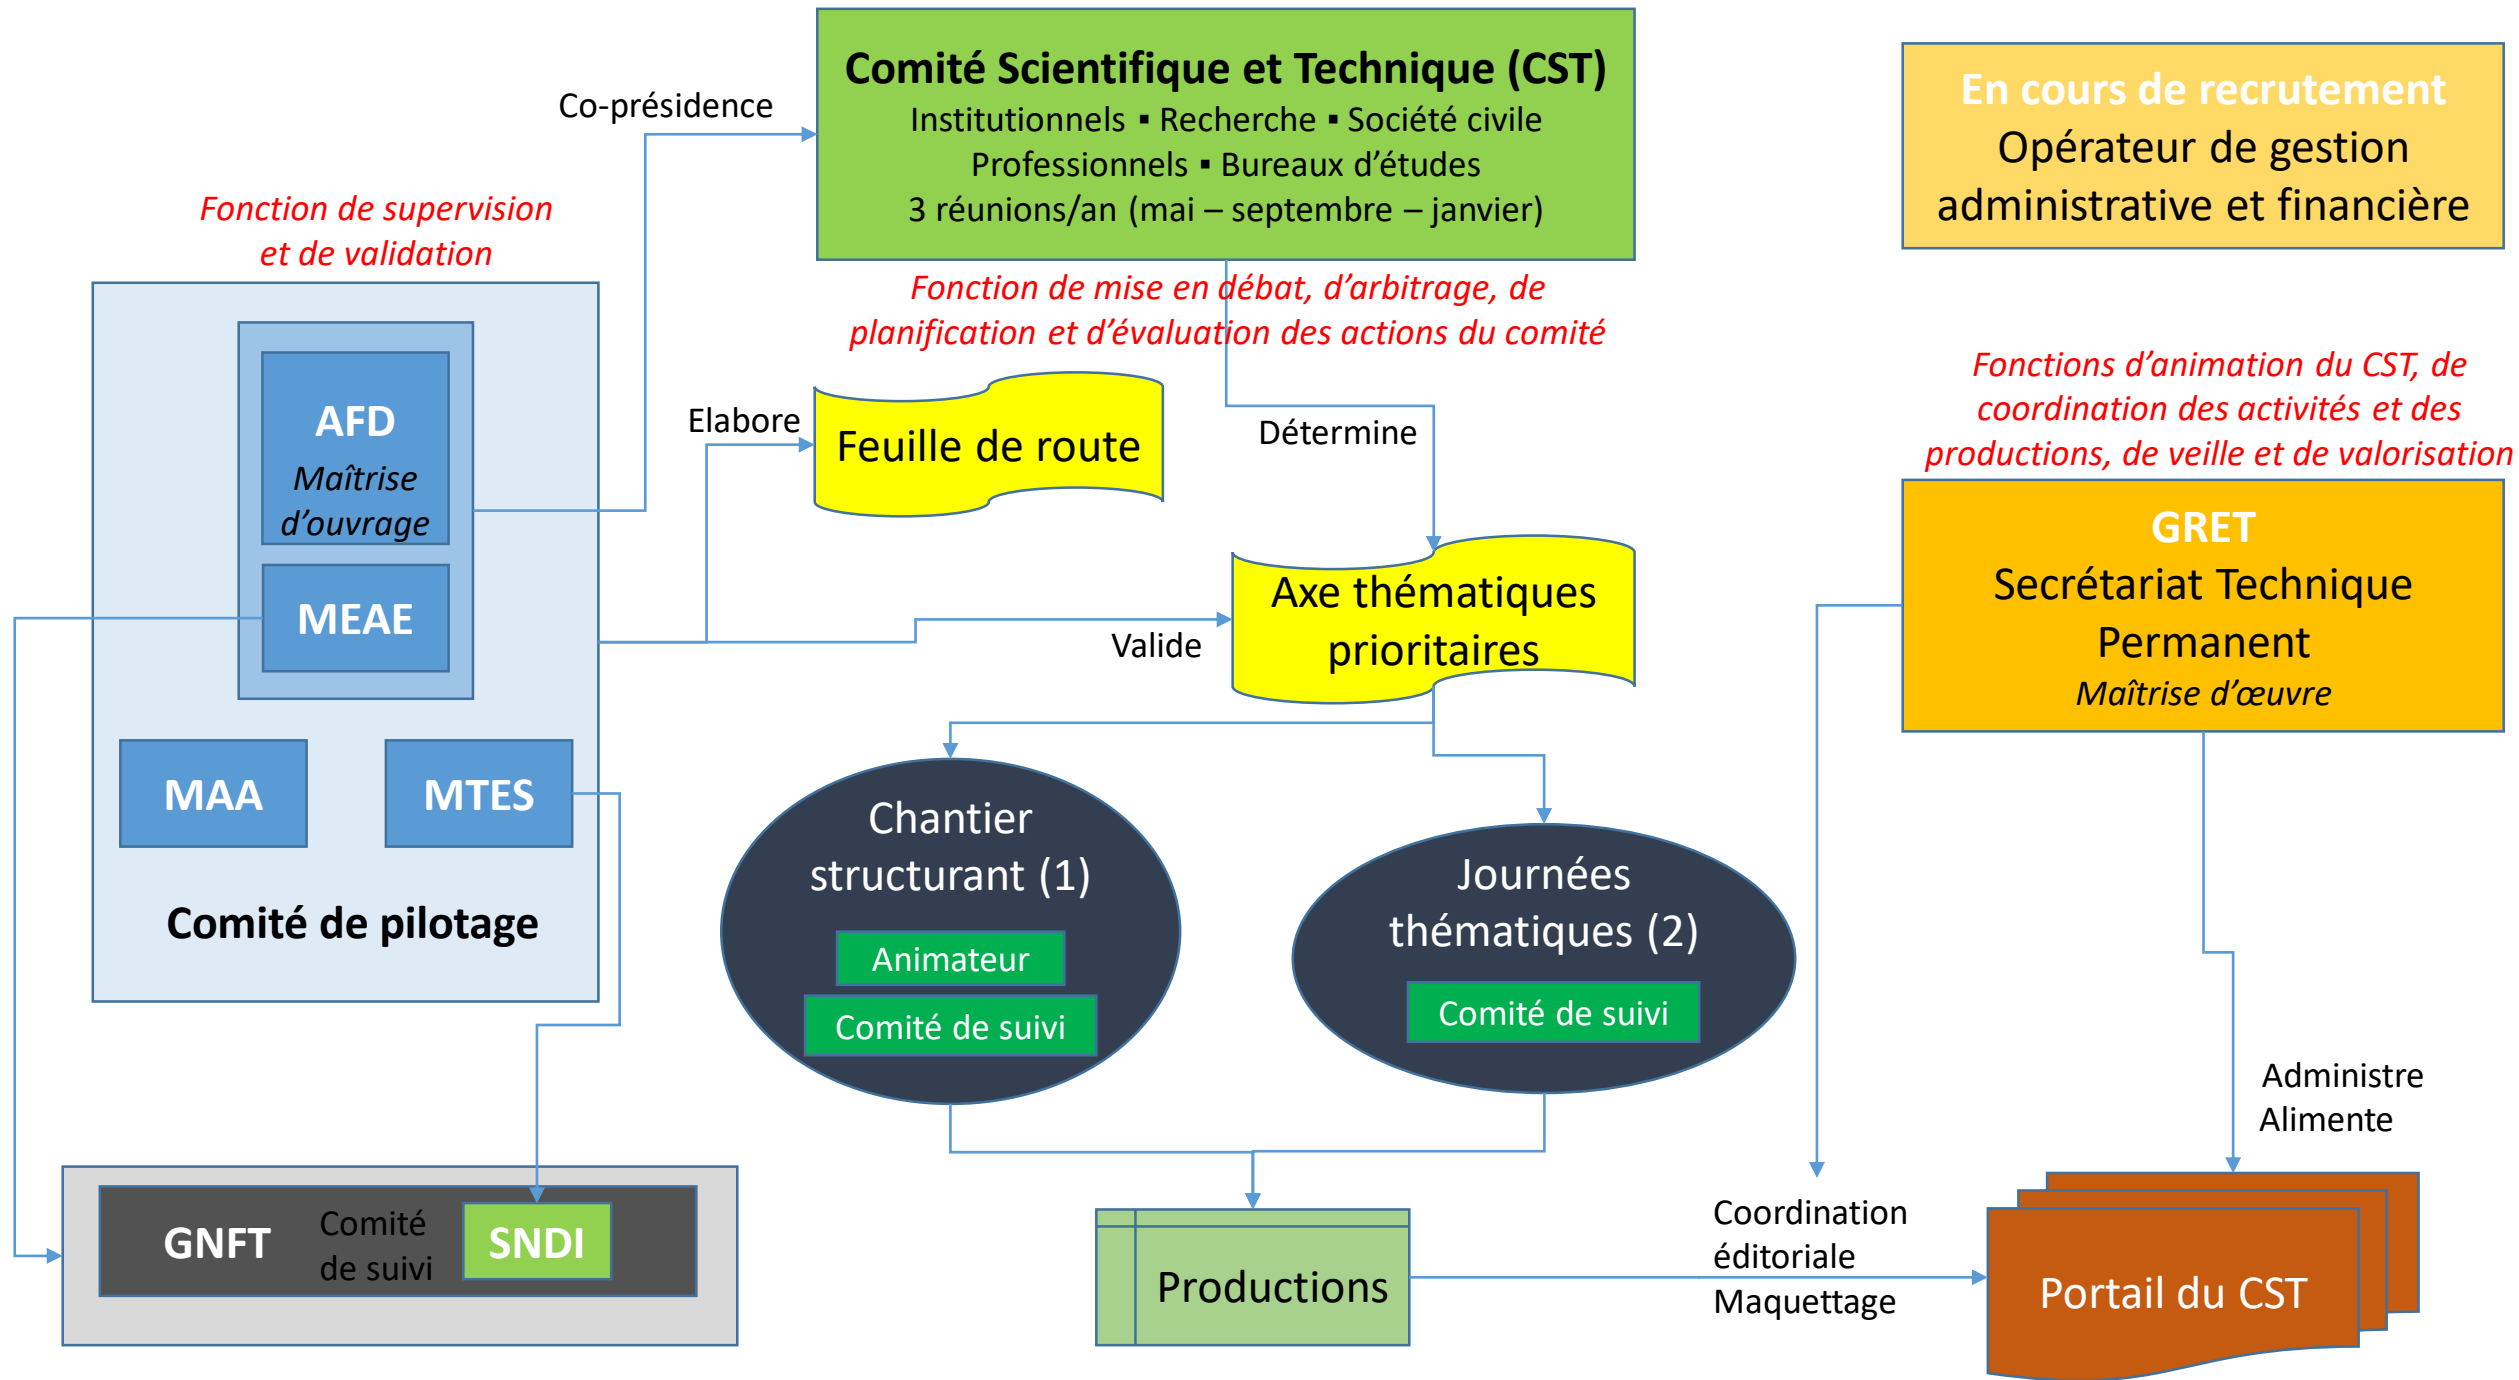 Comité Scientifique et Technique (CST)
Institutionnels ▪ Recherche ▪ Société civile
Professionnels ▪ Bureaux d’études
3 réunions/an (mai – septembre – janvier)
En cours de recrutement
Opérateur de gestion
administrative et financière
Co-présidence
Fonction de supervision
et de validation
Fonction de mise en débat, d’arbitrage, de
planification et d’évaluation des actions du comité
AFD
Maîtrise
d’ouvrage
MEAE
MAA
MTES
Comité de pilotage
Elabore
Feuille de route
Détermine
Valide
Axe thématiques
prioritaires
Fonctions d’animation du CST, de
coordination des activités et des
productions, de veille et de valorisation
GRET
Secrétariat Technique
Permanent
Maîtrise d’œuvre
Chantier
structurant (1)
Animateur
Comité de suivi
Journées
thématiques (2)
Comité de suivi
Administre
Alimente
GNFT
Comité
de suivi
SNDI
Productions
Coordination
éditoriale
Maquettage
Portail du CST